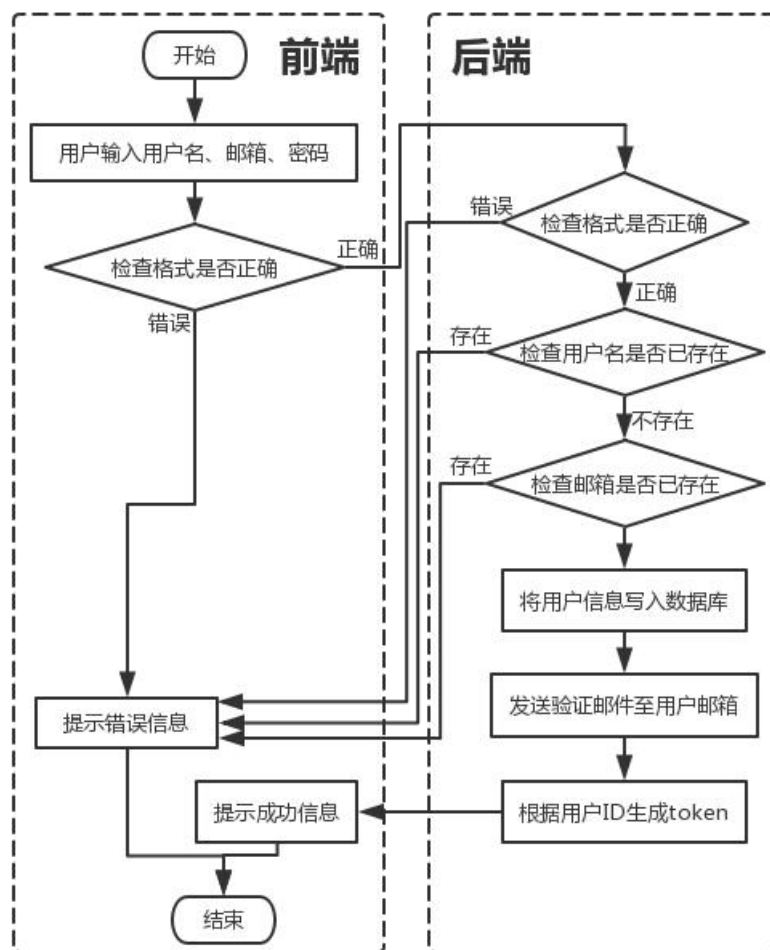 前端
开始
用户输入用户名、邮箱、密码
检查格式是否正确
正确
错误
提示错误信息
提示成功信息
结束
后端
检查格式是否正确
错误
正确
检查用户名是否已存在
存在
不存在
检查邮箱是否已存在
存在
将用户信息写入数据库
发送验证邮件至用户邮箱
根据用户ID生成token